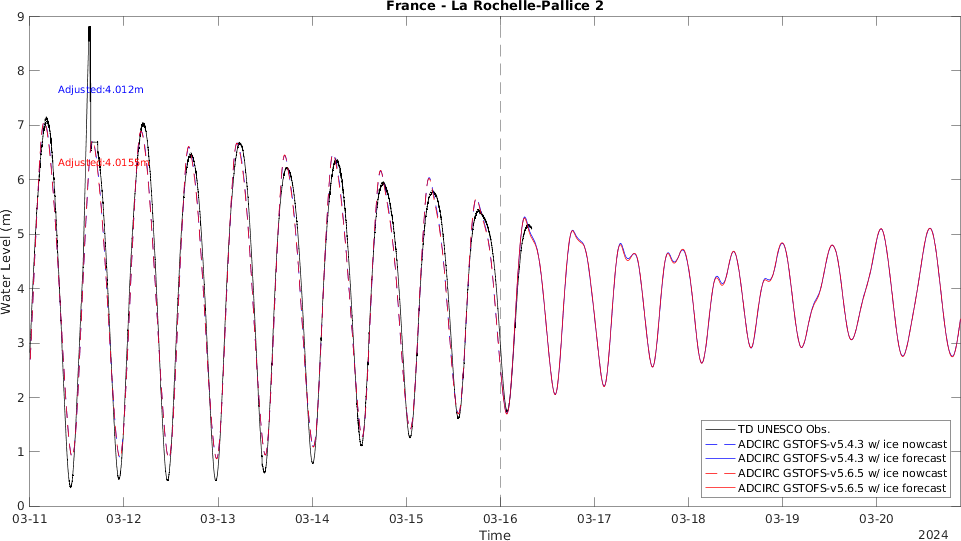 France - La Rochelle-Pallice 2
9
8
7
6
5
4
3
2
1
0
Water Level (m)
Adjusted:4.012m
Adjusted:4.0155m
TD UNESCO Obs.
ADCIRC GSTOFS-v5.4.3 w/ ice nowcast
ADCIRC GSTOFS-v5.4.3 w/ ice forecast
ADCIRC GSTOFS-v5.6.5 w/ ice nowcast
ADCIRC GSTOFS-v5.6.5 w/ ice forecast
03-11 03-12 03-13 03-14 03-15 03-16 03-17 03-18 03-19 03-20
Time
2024